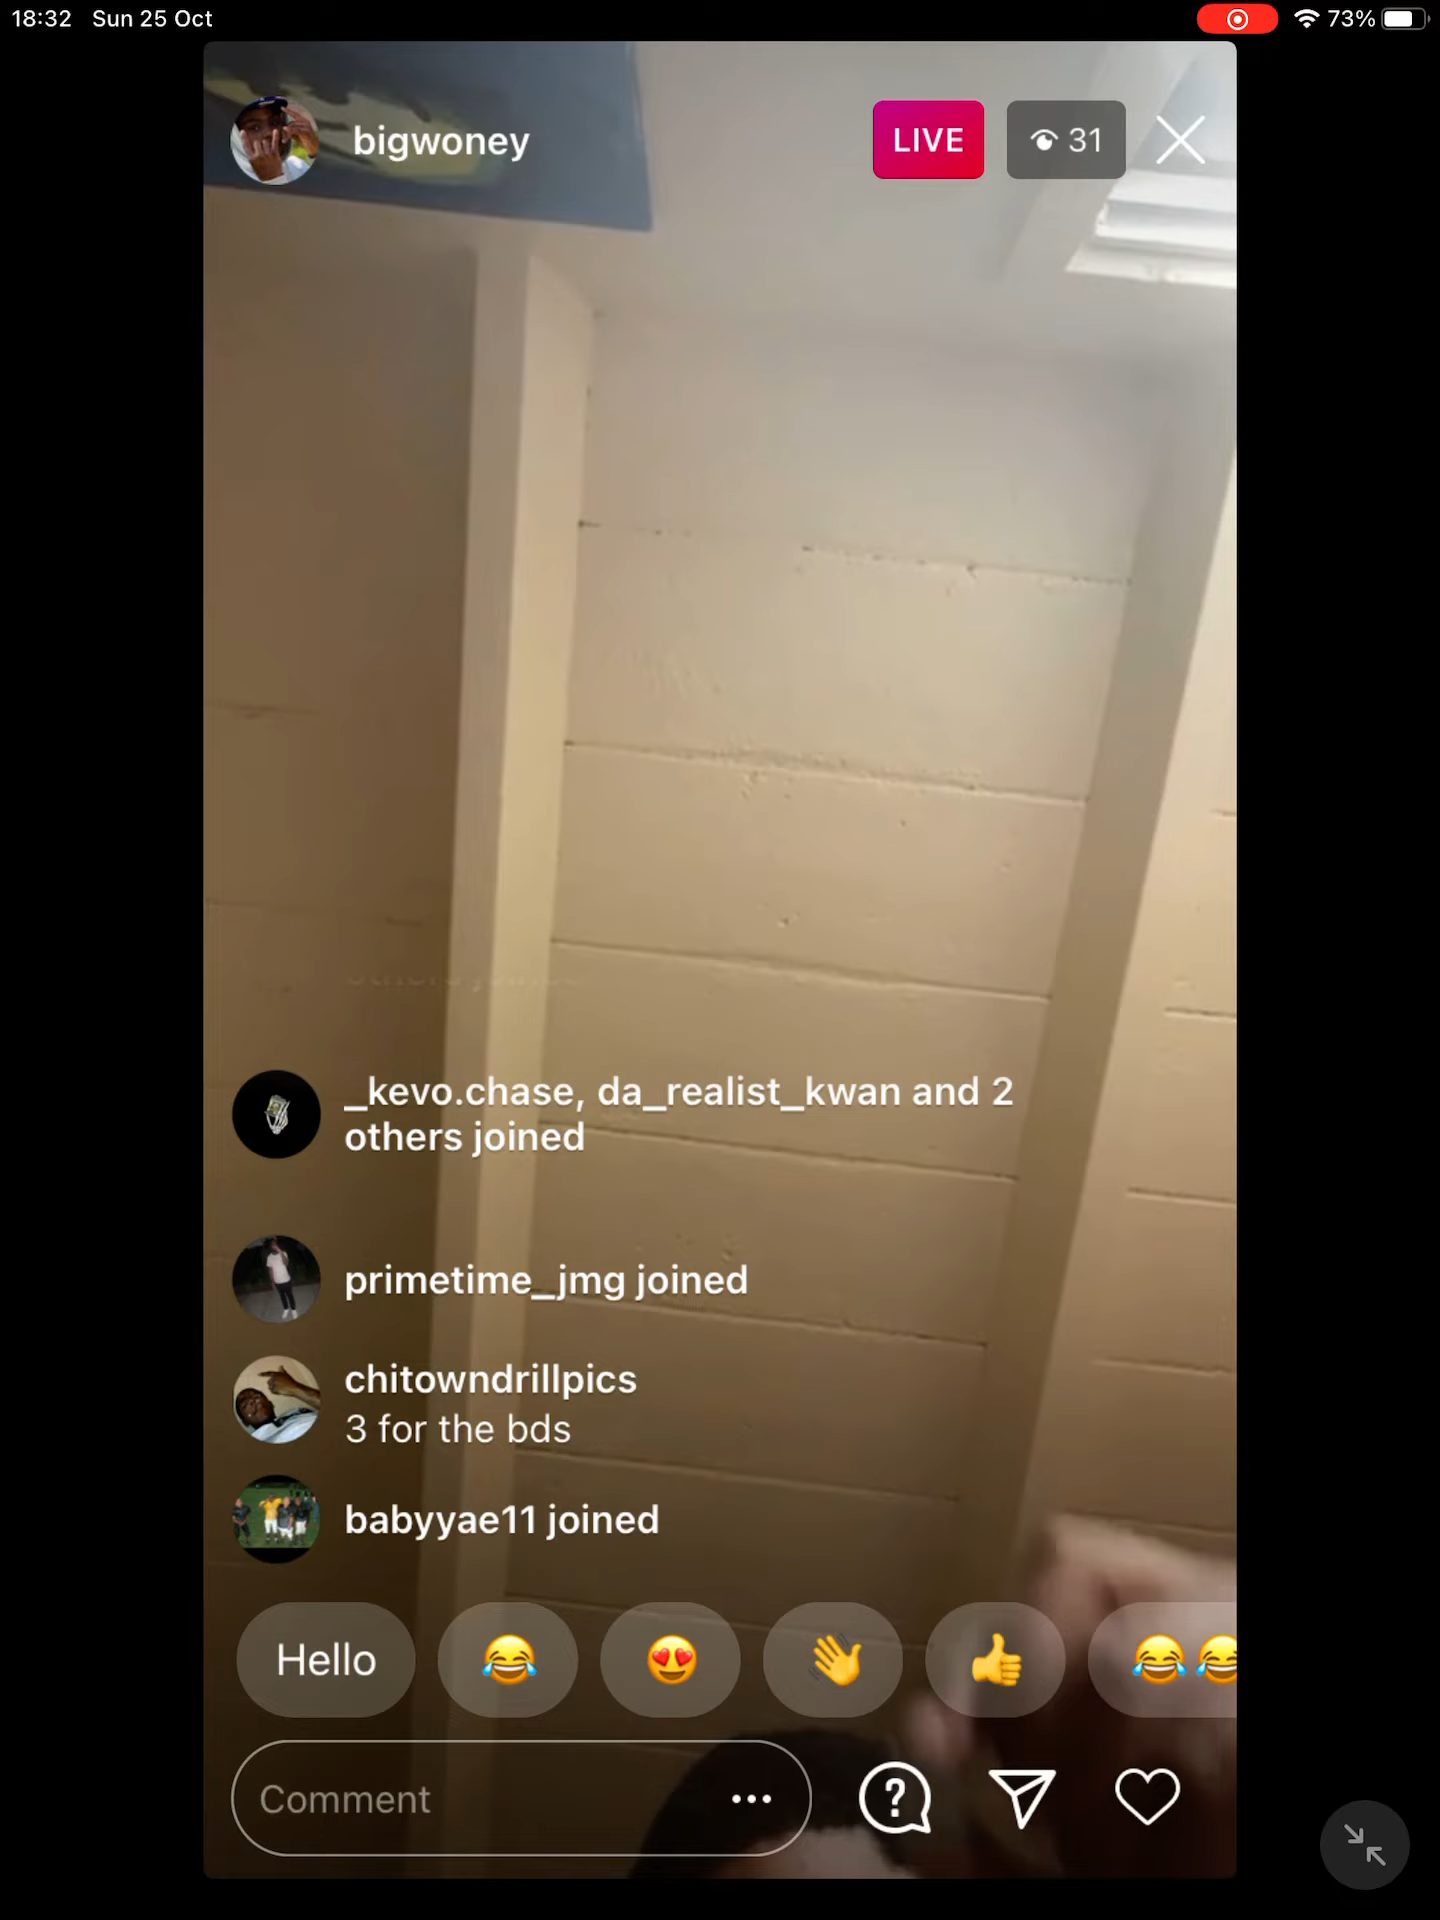 18:32 Sun 25 Oct
73%
bigwoney
LIVE
31
_kevo.chase, da_realist_kwan and 2
others joined
primetime_jmg joined
chitowndrillpics
3 for the bds
babyyae11 joined
Hello
Comment